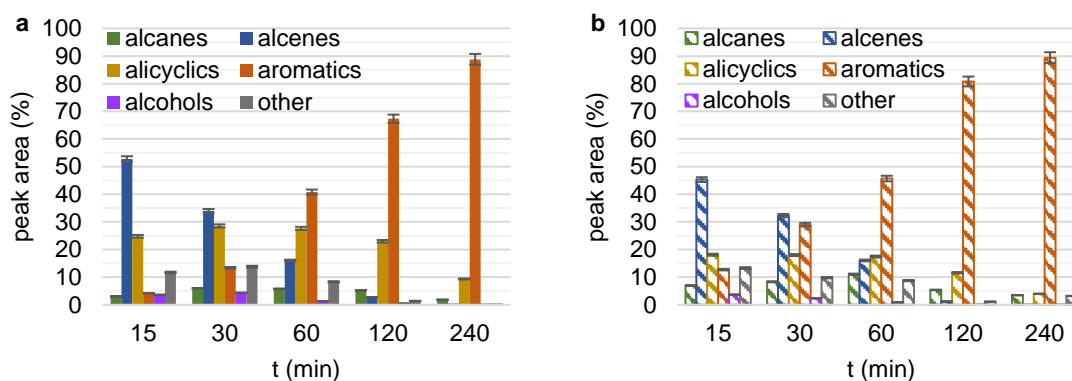 a
peak area (%)
100
90
80
70
60
50
40
30
20
10
0
alcanes alcenes
alicyclics aromatics
alcohols other
15 30 60 120 240
t (min)
b
peak area (%)
100
90
80
70
60
50
40
30
20
10
0
alcanes alcenes
alicyclics aromatics
alcohols other
15 30 60 120 240
t (min)